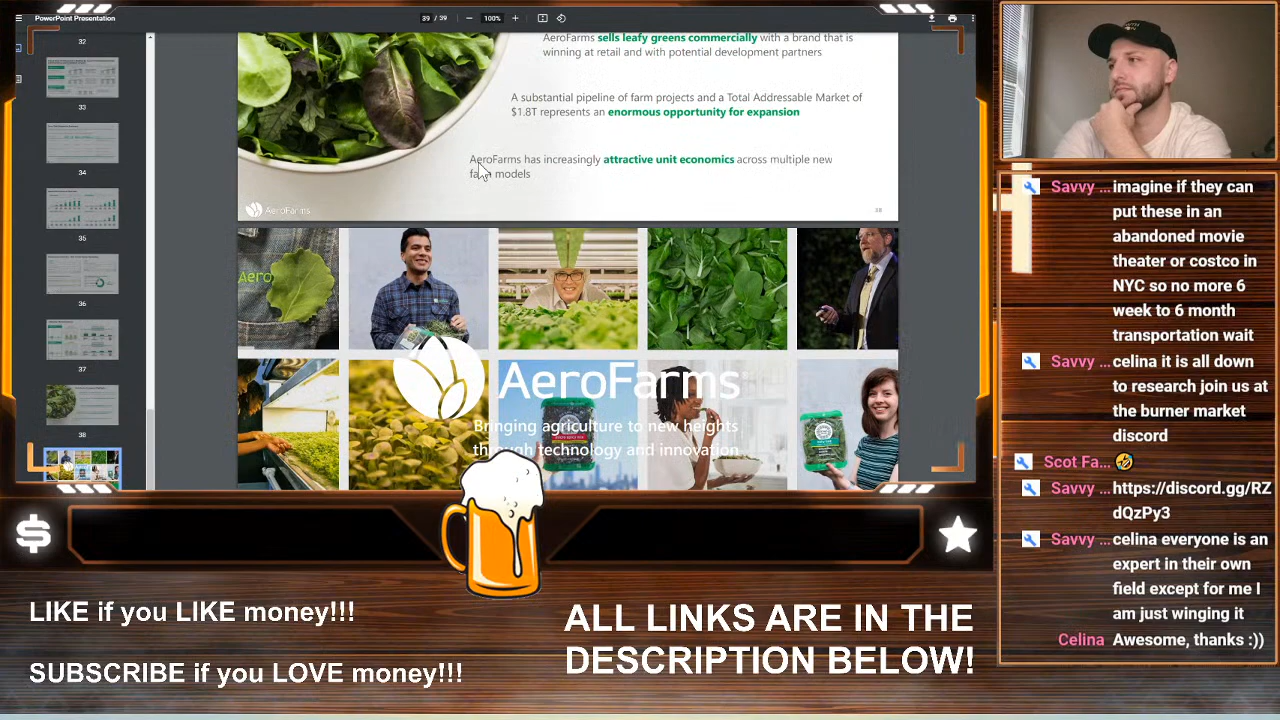 PowerPoint Presentation
39 / 39
100%
32
33
34
35
36
37
38
AeroFarms sells leafy greens commercially with a brand that is
winning at retail and with potential development partners
A substantial pipeline of farm projects and a Total Addressable Market of
$1.8T represents an enormous opportunity for expansion
AeroFarms has increasingly attractive unit economics across multiple new
farm models
AeroFarms
38
Aero
AeroFarms
Bringing agriculture to new heights
through technology and innovation
$
LIKE if you LIKE money!!!
SUBSCRIBE if you LOVE money!!!
ALL LINKS ARE IN THE
DESCRIPTION BELOW!
Savvy ... imagine if they can
put these in an
abandoned movie
theater or costco in
NYC so no more 6
week to 6 month
transportation wait
Savvy ... celina it is all down
to research join us at
the burner market
discord
Scot Fa... 🤣
Savvy ... https://discord.gg/RZ
dQzPy3
Savvy ... celina everyone is an
expert in their own
field except for me I
am just winging it
Celina Awesome, thanks :))